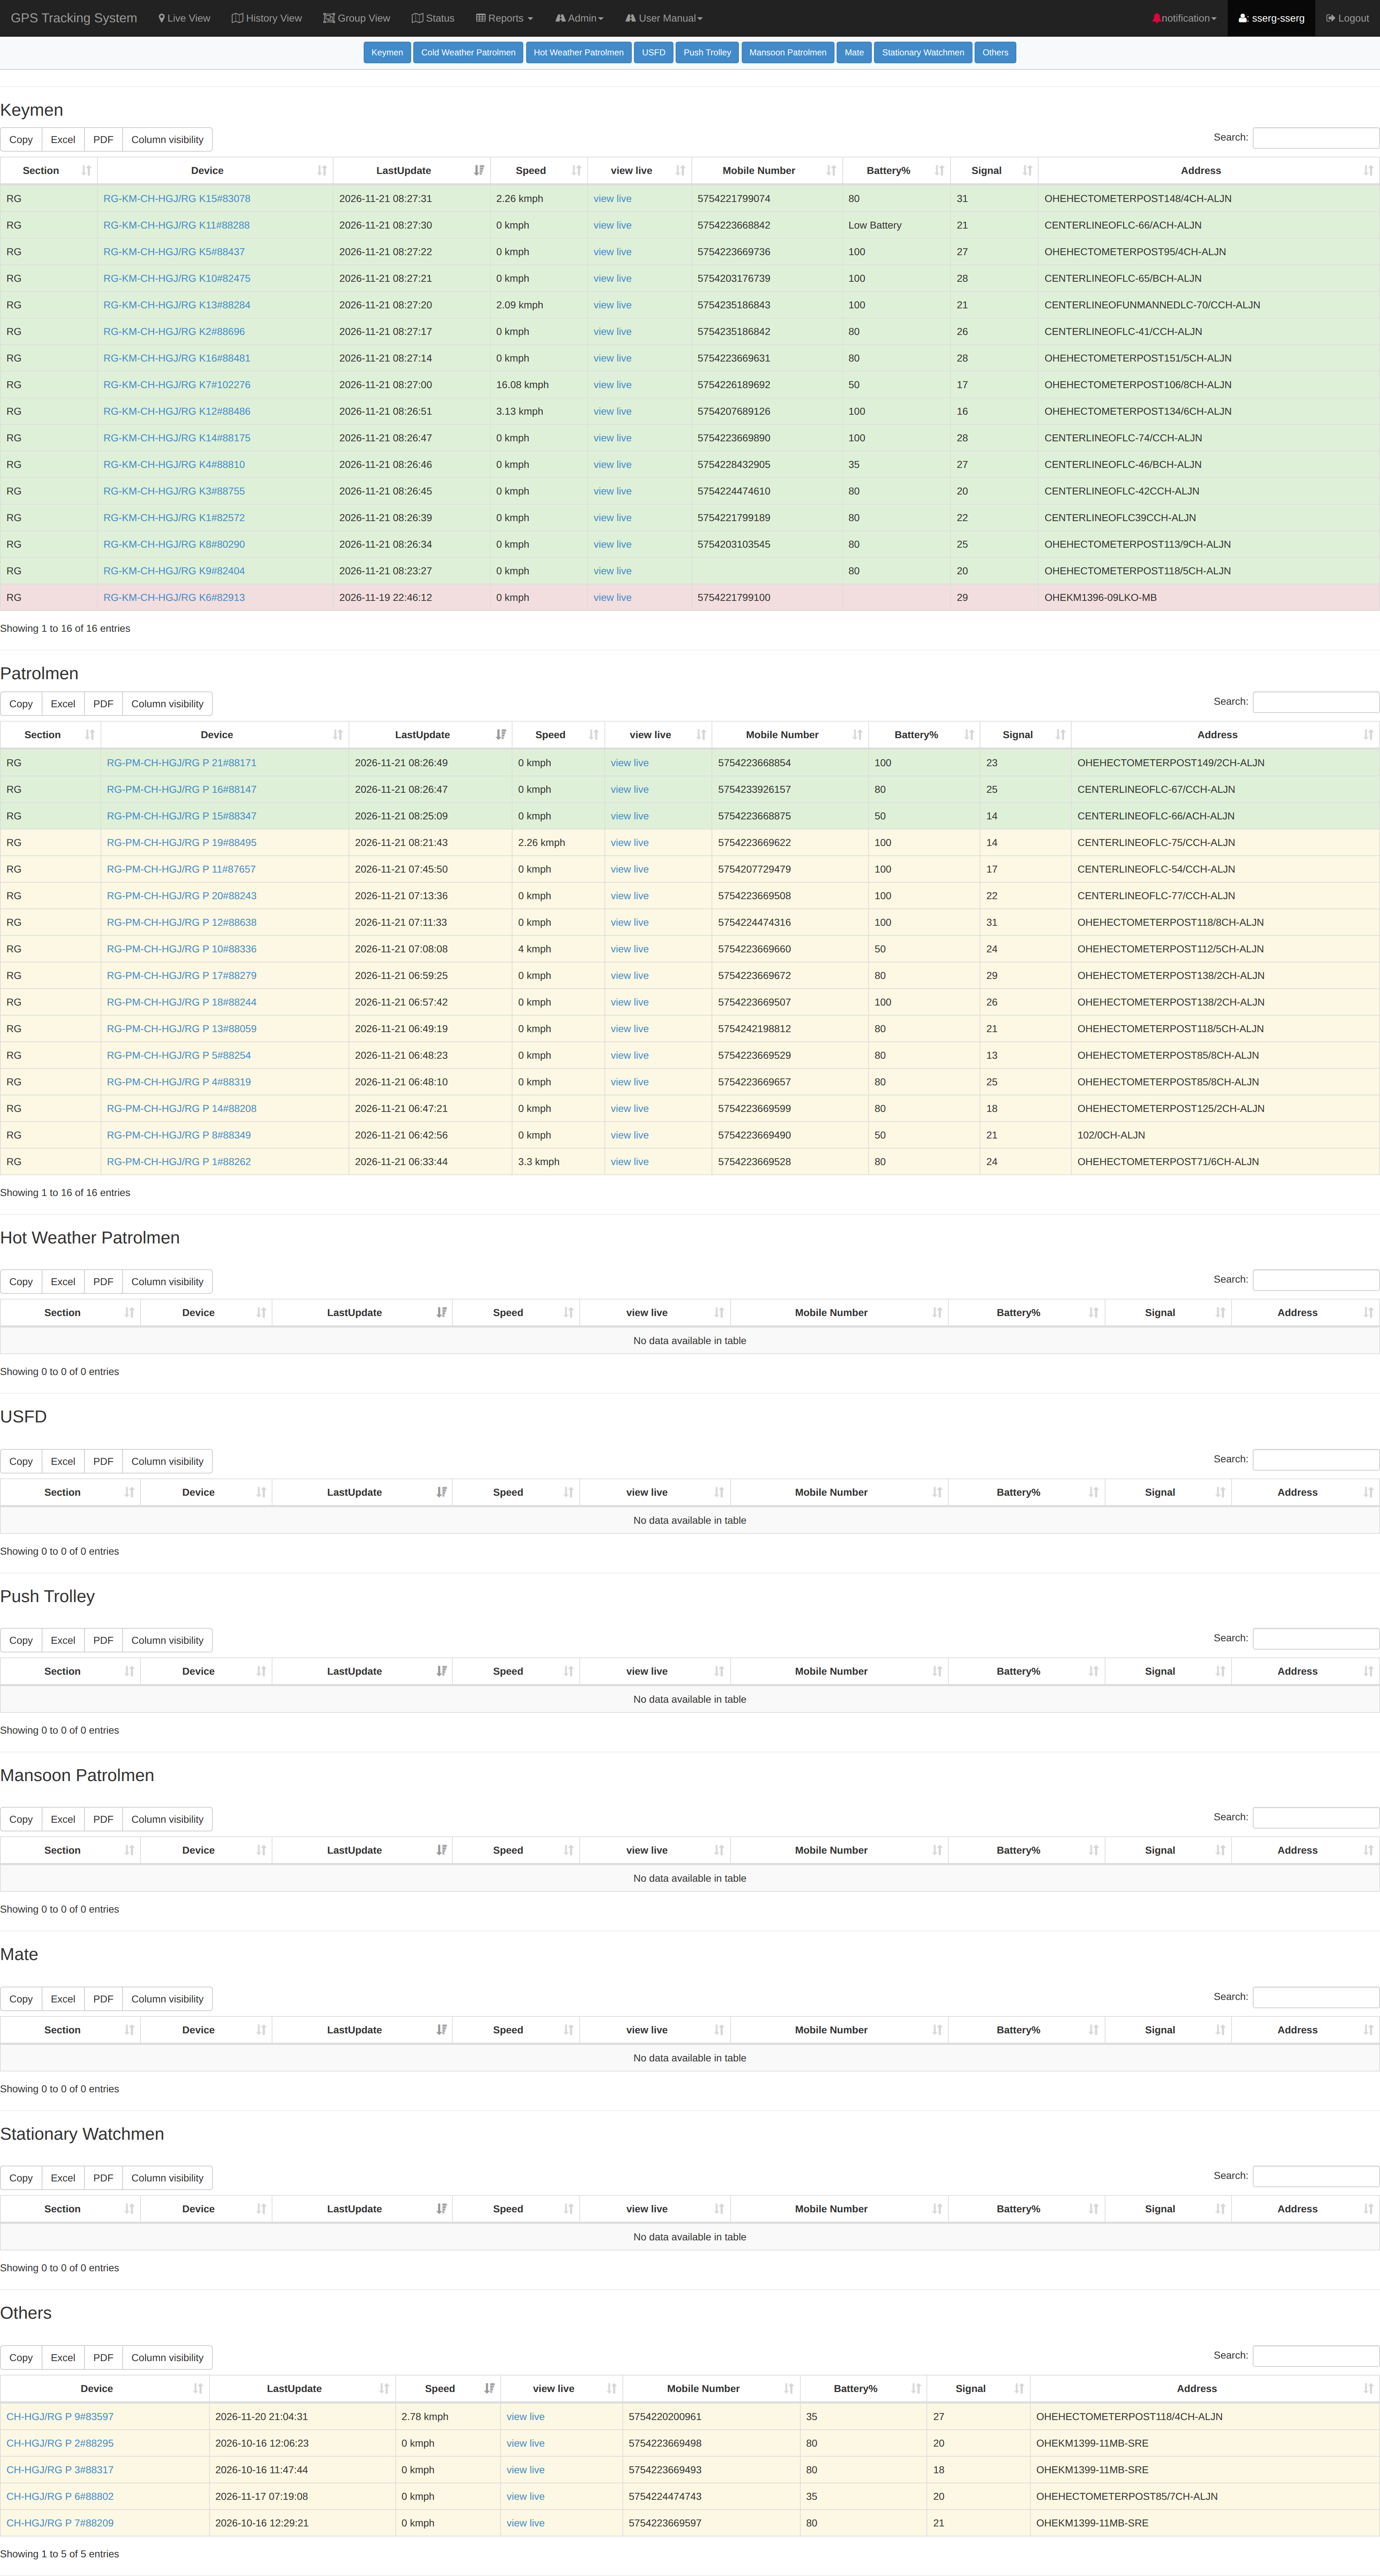 GPS Tracking System Live View History View Group View Status Reports Admin User Manual notification : sserg-sserg Logout
Keymen Cold Weather Patrolmen Hot Weather Patrolmen USFD Push Trolley Mansoon Patrolmen Mate Stationary Watchmen Others
Keymen
Copy Excel PDF Column visibility Search:
Section Device LastUpdate Speed view live Mobile Number Battery% Signal Address
RG RG-KM-CH-HGJ/RG K15#83078 2026-11-21 08:27:31 2.26 kmph view live 5754221799074 80 31 OHEHECTOMETERPOST148/4CH-ALJN
RG RG-KM-CH-HGJ/RG K11#88288 2026-11-21 08:27:30 0 kmph view live 5754223668842 Low Battery 21 CENTERLINEOFLC-66/ACH-ALJN
RG RG-KM-CH-HGJ/RG K5#88437 2026-11-21 08:27:22 0 kmph view live 5754223669736 100 27 OHEHECTOMETERPOST95/4CH-ALJN
RG RG-KM-CH-HGJ/RG K10#82475 2026-11-21 08:27:21 0 kmph view live 5754203176739 100 28 CENTERLINEOFLC-65/BCH-ALJN
RG RG-KM-CH-HGJ/RG K13#88284 2026-11-21 08:27:20 2.09 kmph view live 5754235186843 100 21 CENTERLINEOFUNMANNEDLC-70/CCH-ALJN
RG RG-KM-CH-HGJ/RG K2#88696 2026-11-21 08:27:17 0 kmph view live 5754235186842 80 26 CENTERLINEOFLC-41/CCH-ALJN
RG RG-KM-CH-HGJ/RG K16#88481 2026-11-21 08:27:14 0 kmph view live 5754223669631 80 28 OHEHECTOMETERPOST151/5CH-ALJN
RG RG-KM-CH-HGJ/RG K7#102276 2026-11-21 08:27:00 16.08 kmph view live 5754226189692 50 17 OHEHECTOMETERPOST106/8CH-ALJN
RG RG-KM-CH-HGJ/RG K12#88486 2026-11-21 08:26:51 3.13 kmph view live 5754207689126 100 16 OHEHECTOMETERPOST134/6CH-ALJN
RG RG-KM-CH-HGJ/RG K14#88175 2026-11-21 08:26:47 0 kmph view live 5754223669890 100 28 CENTERLINEOFLC-74/CCH-ALJN
RG RG-KM-CH-HGJ/RG K4#88810 2026-11-21 08:26:46 0 kmph view live 5754228432905 35 27 CENTERLINEOFLC-46/BCH-ALJN
RG RG-KM-CH-HGJ/RG K3#88755 2026-11-21 08:26:45 0 kmph view live 5754224474610 80 20 CENTERLINEOFLC-42CCH-ALJN
RG RG-KM-CH-HGJ/RG K1#82572 2026-11-21 08:26:39 0 kmph view live 5754221799189 80 22 CENTERLINEOFLC39CCH-ALJN
RG RG-KM-CH-HGJ/RG K8#80290 2026-11-21 08:26:34 0 kmph view live 5754203103545 80 25 OHEHECTOMETERPOST113/9CH-ALJN
RG RG-KM-CH-HGJ/RG K9#82404 2026-11-21 08:23:27 0 kmph view live 80 20 OHEHECTOMETERPOST118/5CH-ALJN
RG RG-KM-CH-HGJ/RG K6#82913 2026-11-19 22:46:12 0 kmph view live 5754221799100 29 OHEKM1396-09LKO-MB
Showing 1 to 16 of 16 entries
Patrolmen
Copy Excel PDF Column visibility Search:
Section Device LastUpdate Speed view live Mobile Number Battery% Signal Address
RG RG-PM-CH-HGJ/RG P 21#88171 2026-11-21 08:26:49 0 kmph view live 5754223668854 100 23 OHEHECTOMETERPOST149/2CH-ALJN
RG RG-PM-CH-HGJ/RG P 16#88147 2026-11-21 08:26:47 0 kmph view live 5754233926157 80 25 CENTERLINEOFLC-67/CCH-ALJN
RG RG-PM-CH-HGJ/RG P 15#88347 2026-11-21 08:25:09 0 kmph view live 5754223668875 50 14 CENTERLINEOFLC-66/ACH-ALJN
RG RG-PM-CH-HGJ/RG P 19#88495 2026-11-21 08:21:43 2.26 kmph view live 5754223669622 100 14 CENTERLINEOFLC-75/CCH-ALJN
RG RG-PM-CH-HGJ/RG P 11#87657 2026-11-21 07:45:50 0 kmph view live 5754207729479 100 17 CENTERLINEOFLC-54/CCH-ALJN
RG RG-PM-CH-HGJ/RG P 20#88243 2026-11-21 07:13:36 0 kmph view live 5754223669508 100 22 CENTERLINEOFLC-77/CCH-ALJN
RG RG-PM-CH-HGJ/RG P 12#88638 2026-11-21 07:11:33 0 kmph view live 5754224474316 100 31 OHEHECTOMETERPOST118/8CH-ALJN
RG RG-PM-CH-HGJ/RG P 10#88336 2026-11-21 07:08:08 4 kmph view live 5754223669660 50 24 OHEHECTOMETERPOST112/5CH-ALJN
RG RG-PM-CH-HGJ/RG P 17#88279 2026-11-21 06:59:25 0 kmph view live 5754223669672 80 29 OHEHECTOMETERPOST138/2CH-ALJN
RG RG-PM-CH-HGJ/RG P 18#88244 2026-11-21 06:57:42 0 kmph view live 5754223669507 100 26 OHEHECTOMETERPOST138/2CH-ALJN
RG RG-PM-CH-HGJ/RG P 13#88059 2026-11-21 06:49:19 0 kmph view live 5754242198812 80 21 OHEHECTOMETERPOST118/5CH-ALJN
RG RG-PM-CH-HGJ/RG P 5#88254 2026-11-21 06:48:23 0 kmph view live 5754223669529 80 13 OHEHECTOMETERPOST85/8CH-ALJN
RG RG-PM-CH-HGJ/RG P 4#88319 2026-11-21 06:48:10 0 kmph view live 5754223669657 80 25 OHEHECTOMETERPOST85/8CH-ALJN
RG RG-PM-CH-HGJ/RG P 14#88208 2026-11-21 06:47:21 0 kmph view live 5754223669599 80 18 OHEHECTOMETERPOST125/2CH-ALJN
RG RG-PM-CH-HGJ/RG P 8#88349 2026-11-21 06:42:56 0 kmph view live 5754223669490 50 21 102/0CH-ALJN
RG RG-PM-CH-HGJ/RG P 1#88262 2026-11-21 06:33:44 3.3 kmph view live 5754223669528 80 24 OHEHECTOMETERPOST71/6CH-ALJN
Showing 1 to 16 of 16 entries
Hot Weather Patrolmen
Copy Excel PDF Column visibility Search:
Section Device LastUpdate Speed view live Mobile Number Battery% Signal Address
No data available in table
Showing 0 to 0 of 0 entries
USFD
Copy Excel PDF Column visibility Search:
Section Device LastUpdate Speed view live Mobile Number Battery% Signal Address
No data available in table
Showing 0 to 0 of 0 entries
Push Trolley
Copy Excel PDF Column visibility Search:
Section Device LastUpdate Speed view live Mobile Number Battery% Signal Address
No data available in table
Showing 0 to 0 of 0 entries
Mansoon Patrolmen
Copy Excel PDF Column visibility Search:
Section Device LastUpdate Speed view live Mobile Number Battery% Signal Address
No data available in table
Showing 0 to 0 of 0 entries
Mate
Copy Excel PDF Column visibility Search:
Section Device LastUpdate Speed view live Mobile Number Battery% Signal Address
No data available in table
Showing 0 to 0 of 0 entries
Stationary Watchmen
Copy Excel PDF Column visibility Search:
Section Device LastUpdate Speed view live Mobile Number Battery% Signal Address
No data available in table
Showing 0 to 0 of 0 entries
Others
Copy Excel PDF Column visibility Search:
Device LastUpdate Speed view live Mobile Number Battery% Signal Address
CH-HGJ/RG P 9#83597 2026-11-20 21:04:31 2.78 kmph view live 5754220200961 35 27 OHEHECTOMETERPOST118/4CH-ALJN
CH-HGJ/RG P 2#88295 2026-10-16 12:06:23 0 kmph view live 5754223669498 80 20 OHEKM1399-11MB-SRE
CH-HGJ/RG P 3#88317 2026-10-16 11:47:44 0 kmph view live 5754223669493 80 18 OHEKM1399-11MB-SRE
CH-HGJ/RG P 6#88802 2026-11-17 07:19:08 0 kmph view live 5754224474743 35 20 OHEHECTOMETERPOST85/7CH-ALJN
CH-HGJ/RG P 7#88209 2026-10-16 12:29:21 0 kmph view live 5754223669597 80 21 OHEKM1399-11MB-SRE
Showing 1 to 5 of 5 entries